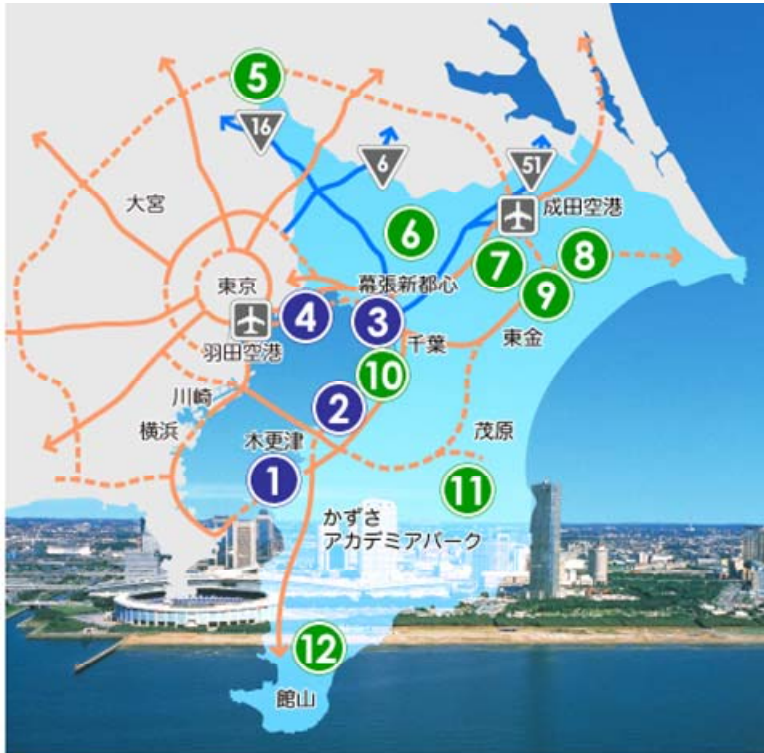 5
16
6
51
大宮
成田空港
6
7
8
東京
幕張新都心
9
4
3
羽田空港
千葉
東金
10
川崎
2
横浜
木更津
茂原
1
11
かずさ
アカデミアパーク
12
館山